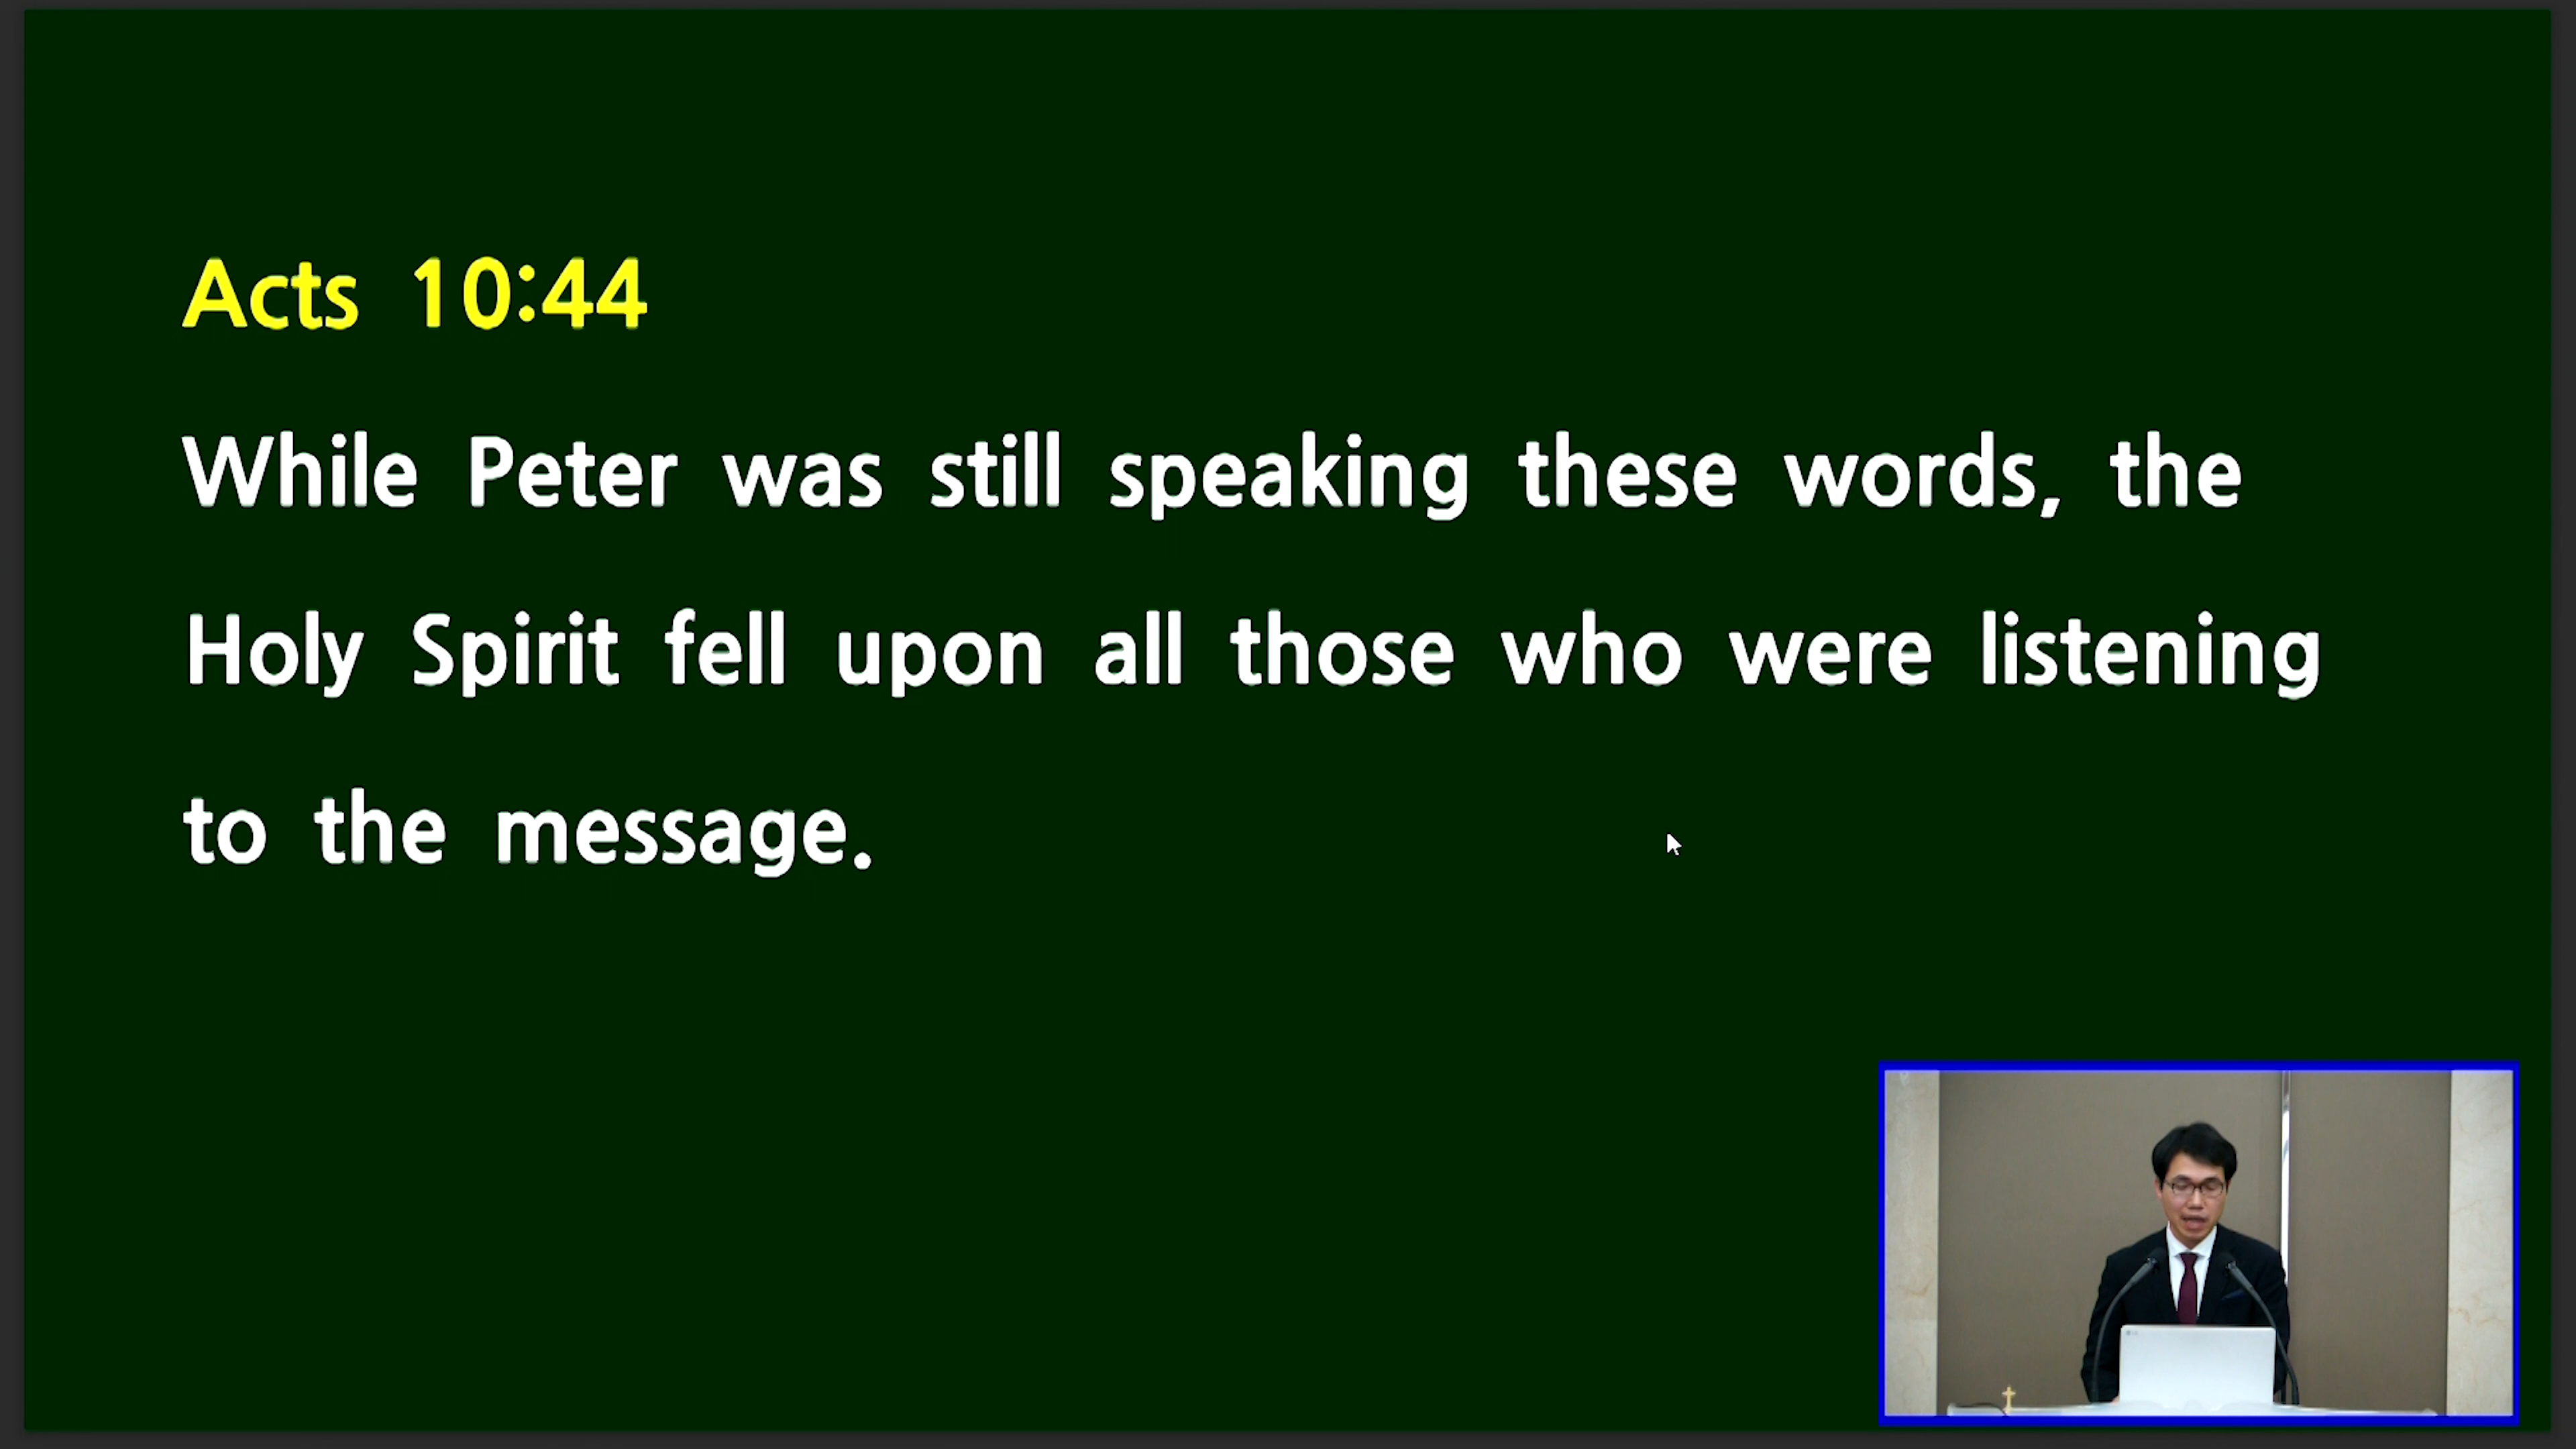 Acts 10:44
While Peter was still speaking these words, the
Holy Spirit fell upon all those who were listening
to the message.